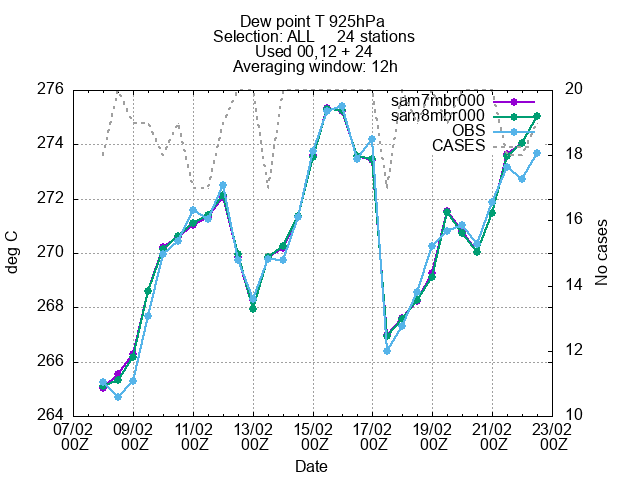 Dew point T 925hPa
Selection: ALL 24 stations
Used 00,12 + 24
Averaging window: 12h
276
274
272
270
268
266
264
deg C
20
18
16
14
12
10
No cases
sam7mbr000
sam8mbr000
OBS
CASES
07/02 09/02 11/02 13/02 15/02 17/02 19/02 21/02 23/02
00Z 00Z 00Z 00Z 00Z 00Z 00Z 00Z 00Z
Date